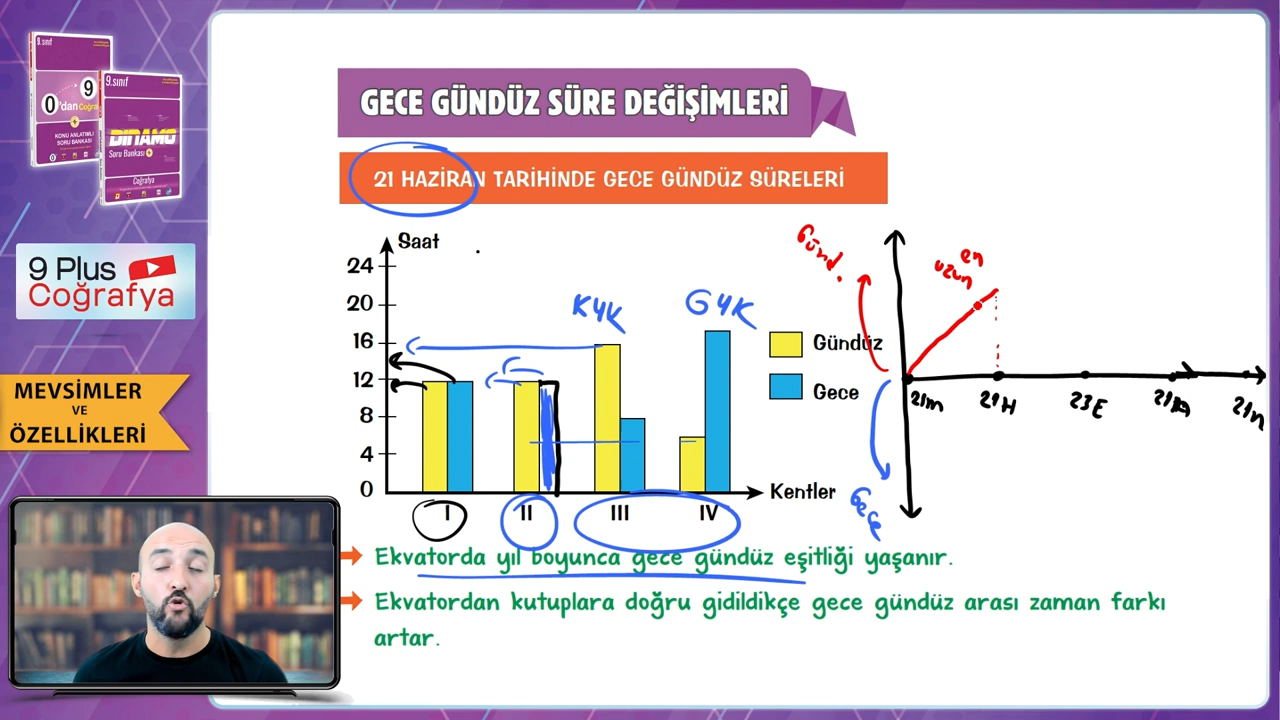 9.sınıf
0'dan 9
Coğrafya
KONU ANLATIMLI
SORU BANKASI
9.sınıf
DİNAMO
Soru Bankası
Coğrafya
GECE GÜNDÜZ SÜRE DEĞİŞİMLERİ
21 HAZİRAN TARİHİNDE GECE GÜNDÜZ SÜRELERİ
9 Plus
Coğrafya
MEVSİMLER
VE
ÖZELLİKLERİ
Saat
24
20
16
12
8
4
0
KYK
GYK
Gündüz
Gece
I
II
III
IV
Kentler
Günd.
en
uzun
21m
21H
23E
21A
21m
Gece
Ekvatorda yıl boyunca gece gündüz eşitliği yaşanır.
Ekvatordan kutuplara doğru gidildikçe gece gündüz arası zaman farkı
artar.